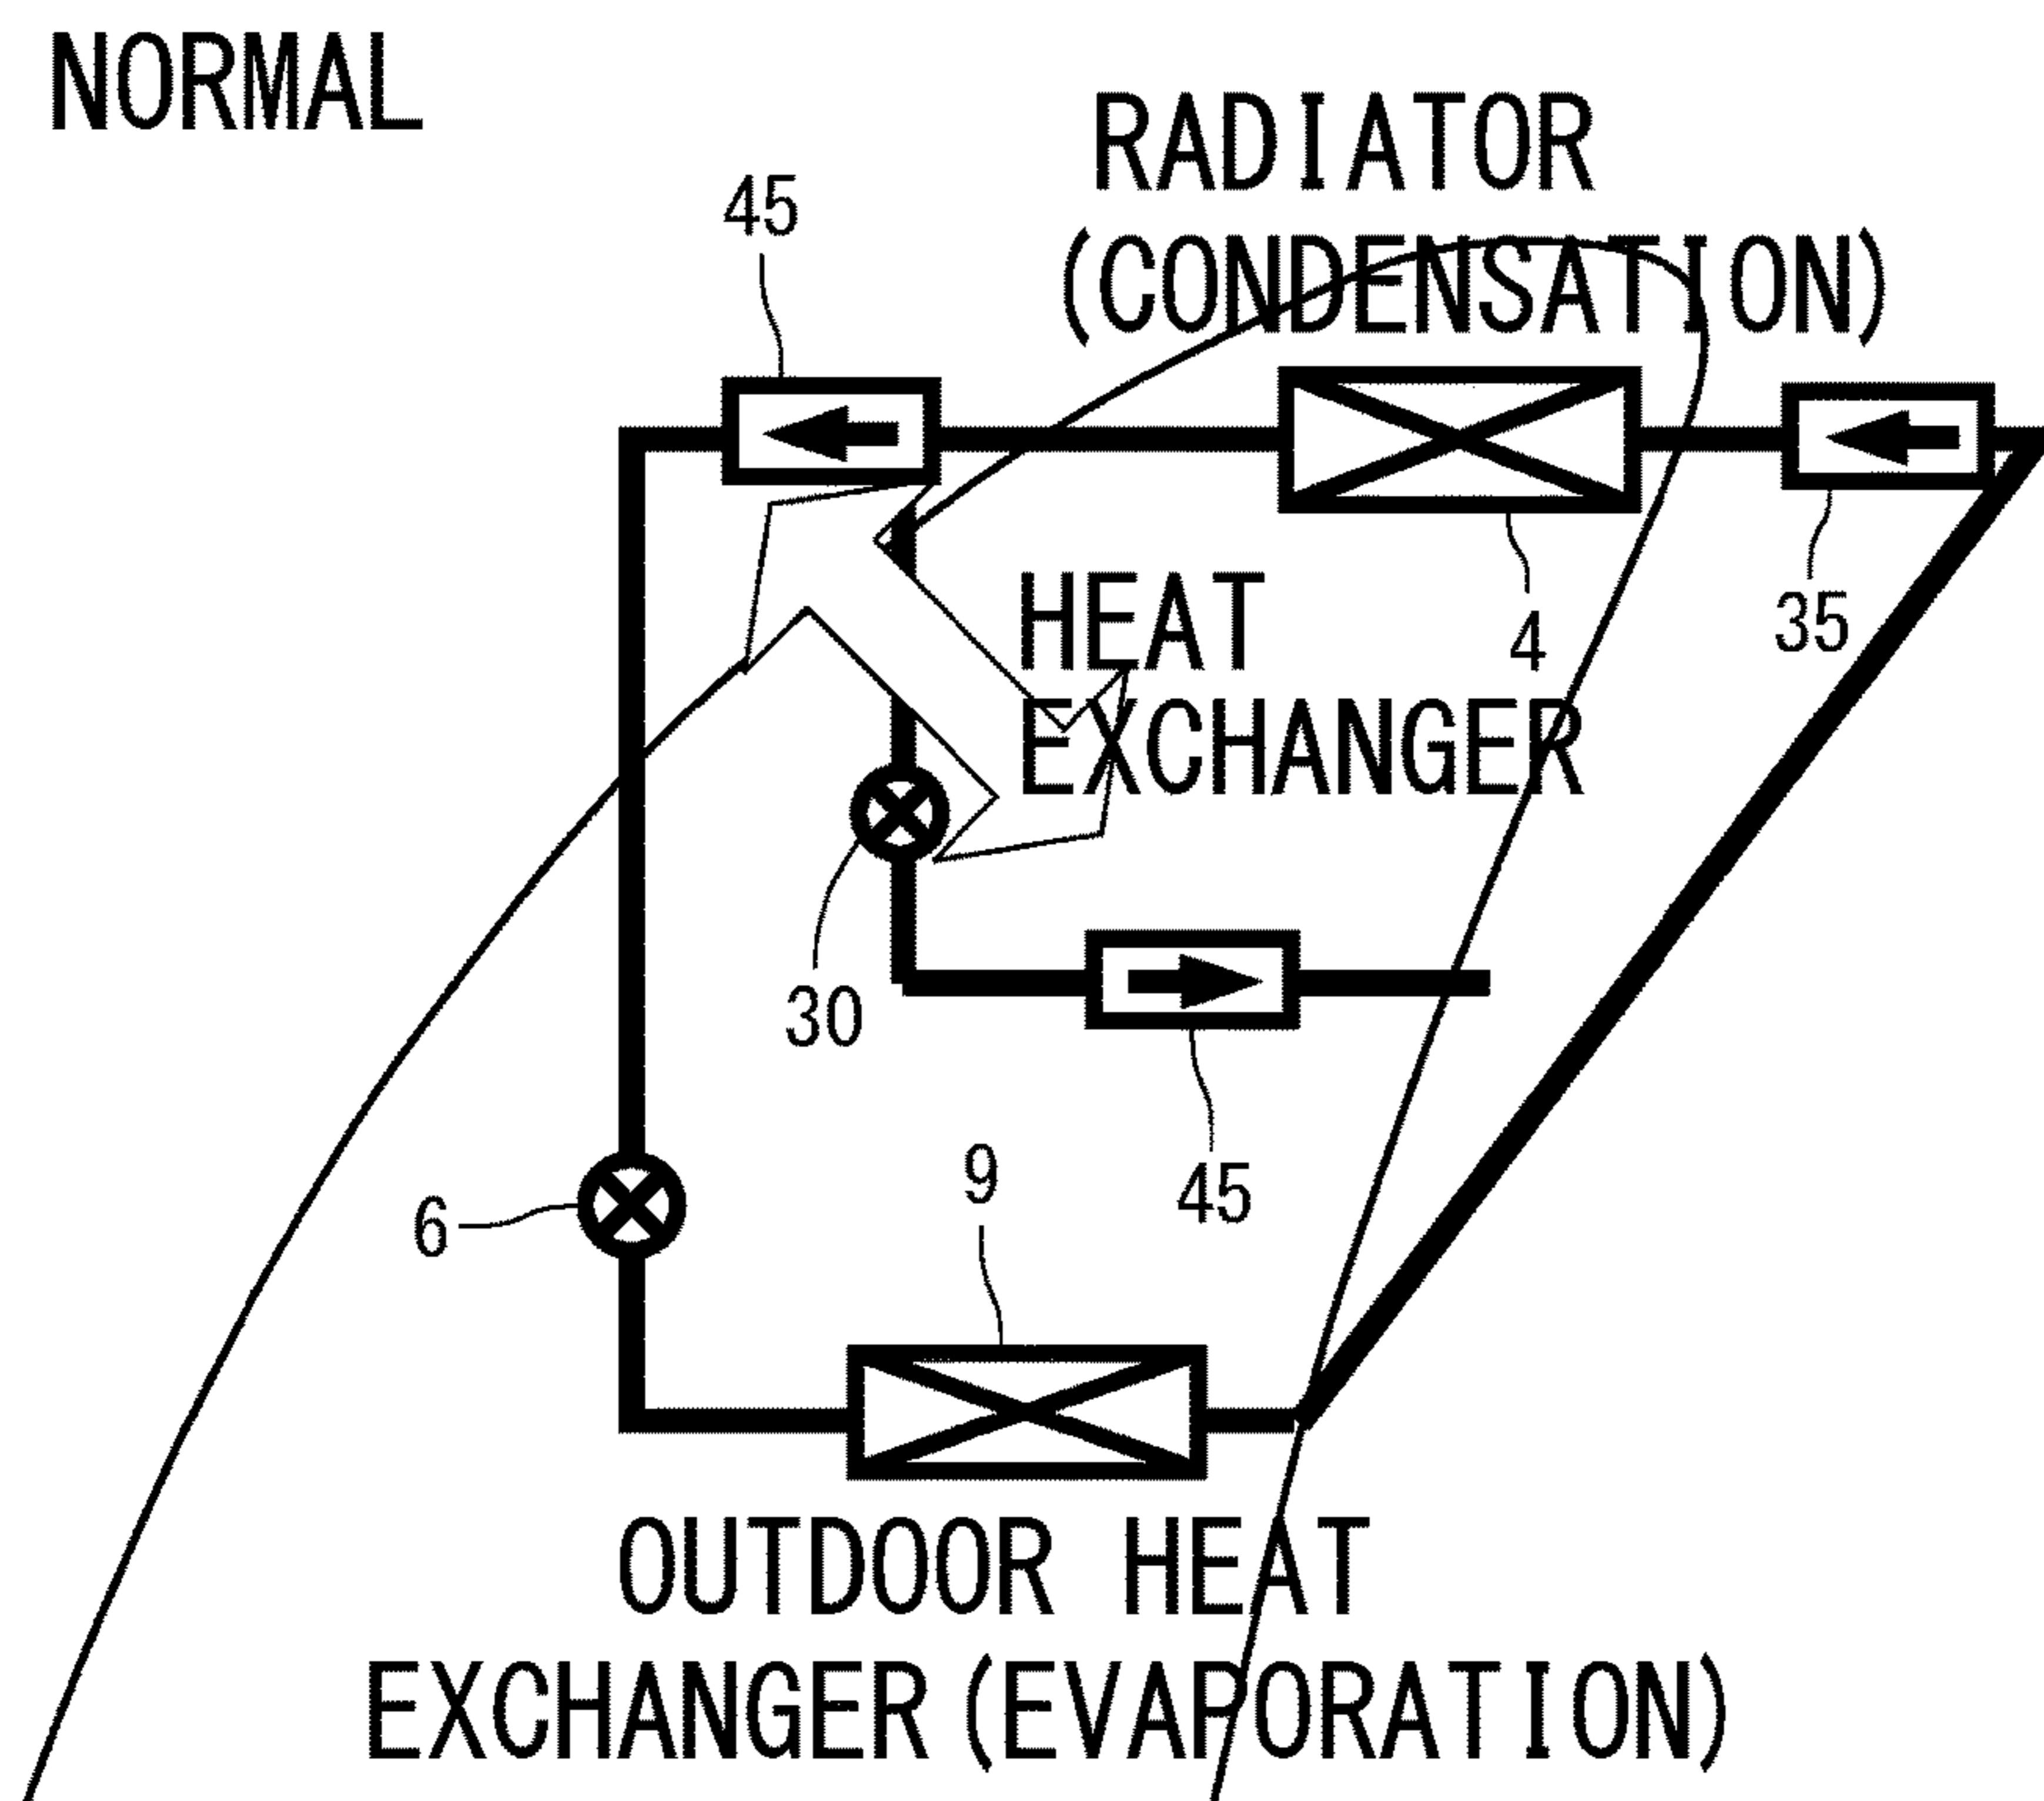 NORMAL
RADIATOR
(CONDENSATION)
45
HEAT
EXCHANGER
4
35
30
45
9
6
OUTDOOR HEAT
EXCHANGER (EVAPORATION)